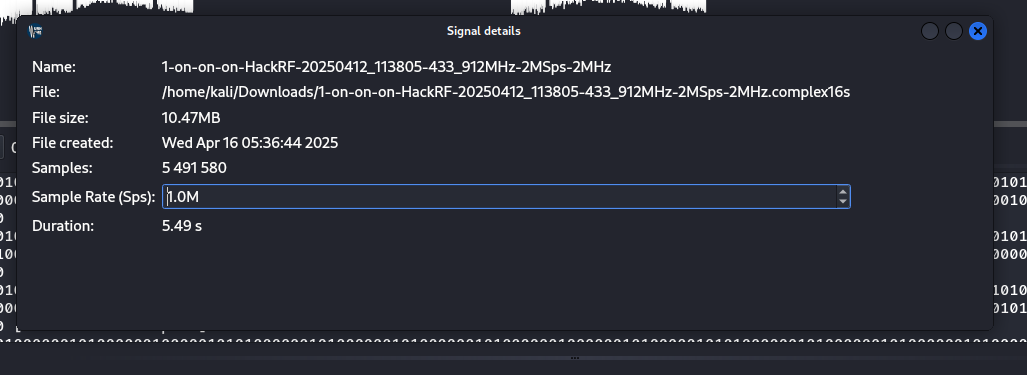 Signal details
Name: 1-on-on-on-HackRF-20250412_113805-433_912MHz-2MSps-2MHz
File: /home/kali/Downloads/1-on-on-on-HackRF-20250412_113805-433_912MHz-2MSps-2MHz.complex16s
File size: 10.47MB
File created: Wed Apr 16 05:36:44 2025
Samples: 5 491 580
Sample Rate (Sps): 1.0M
Duration: 5.49 s